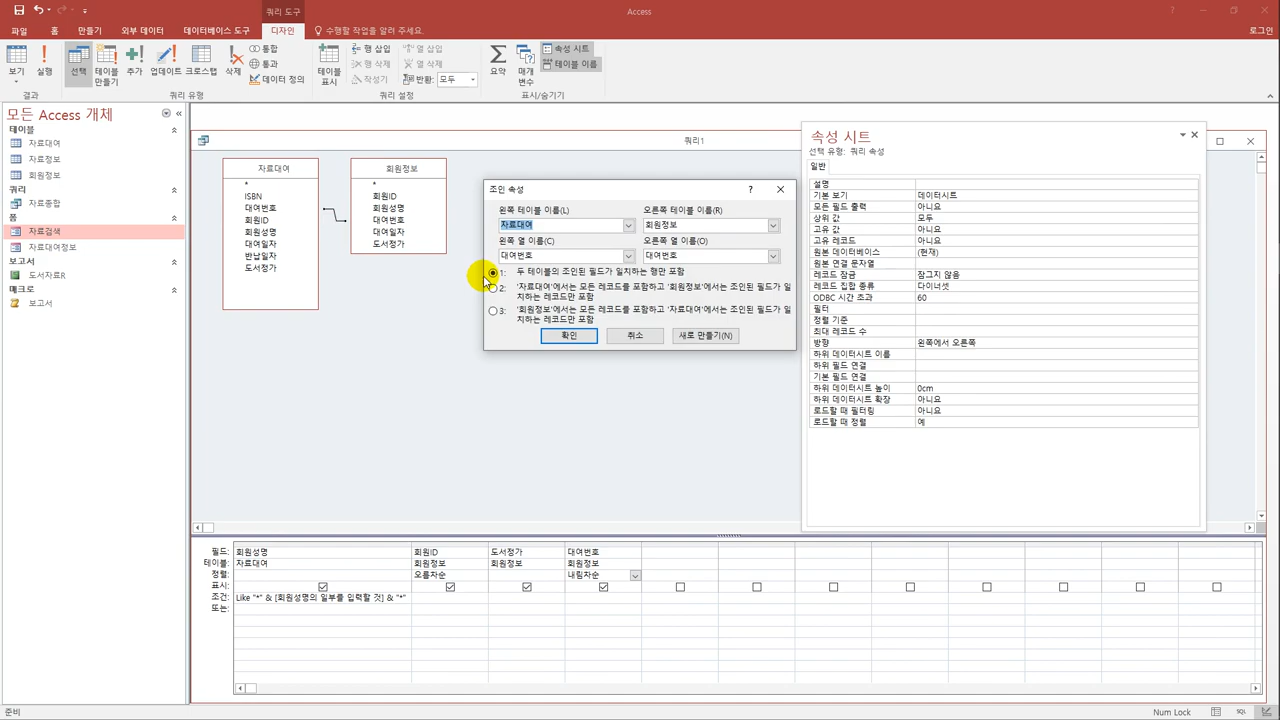 쿼리 도구
Access
파일
홈
만들기
외부 데이터
데이터베이스 도구
디자인
수행할 작업을 알려 주세요.
로그인
보기
실행
선택
테이블 만들기
추가
업데이트
크로스탭
삭제
통합
통과
데이터 정의
테이블 표시
행 삽입
행 삭제
작성기
열 삽입
열 삭제
반환:
모두
요약
매개 변수
속성 시트
테이블 이름
결과
쿼리 유형
쿼리 설정
표시/숨기기
모든 Access 개체
테이블
자료대여
자료정보
회원정보
쿼리
자료종합
폼
자료검색
자료대여정보
보고서
도서자료R
매크로
보고서
쿼리1
자료대여
*
ISBN
대여번호
회원ID
회원성명
대여일자
반납일자
도서정가
회원정보
*
회원ID
회원성명
대여번호
대여일자
도서정가
조인 속성
?
왼쪽 테이블 이름(L)
오른쪽 테이블 이름(R)
자료대여
회원정보
왼쪽 열 이름(C)
오른쪽 열 이름(O)
대여번호
대여번호
1: 두 테이블의 조인된 필드가 일치하는 행만 포함
2: '자료대여'에서는 모든 레코드를 포함하고 '회원정보'에서는 조인된 필드가 일
치하는 레코드만 포함
3: '회원정보'에서는 모든 레코드를 포함하고 '자료대여'에서는 조인된 필드가 일
치하는 레코드만 포함
확인
취소
새로 만들기(N)
속성 시트
선택 유형: 쿼리 속성
일반
설명
기본 보기 데이터시트
모든 필드 출력 아니요
상위 값 모두
고유 값 아니요
고유 레코드 아니요
원본 데이터베이스 (현재)
원본 연결 문자열
레코드 잠금 잠그지 않음
레코드 집합 종류 다이너셋
ODBC 시간 초과 60
필터
정렬 기준
최대 레코드 수
방향 왼쪽에서 오른쪽
하위 데이터시트 이름
하위 필드 연결
기본 필드 연결
하위 데이터시트 높이 0cm
하위 데이터시트 확장 아니요
로드할 때 필터링 아니요
로드할 때 정렬 예
필드: 회원성명 회원ID 도서정가 대여번호
테이블: 자료대여 회원정보 회원정보 회원정보
정렬: 오름차순 내림차순
표시:
조건: Like "*" & [회원성명의 일부를 입력할 것] & "*"
또는:
준비
Num Lock
SQL